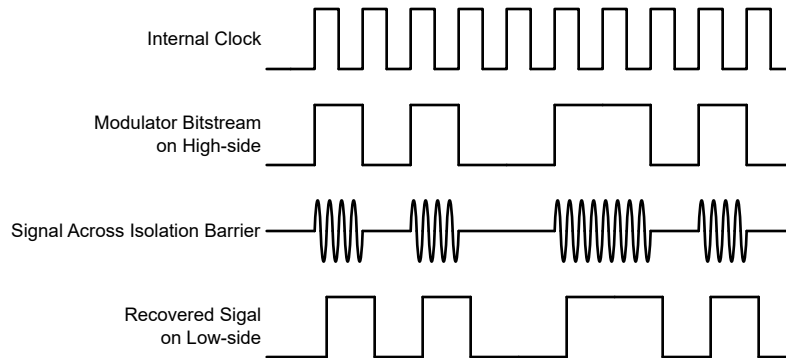 Internal Clock
Modulator Bitstream
on High-side
Signal Across Isolation Barrier
Recovered Sigal
on Low-side